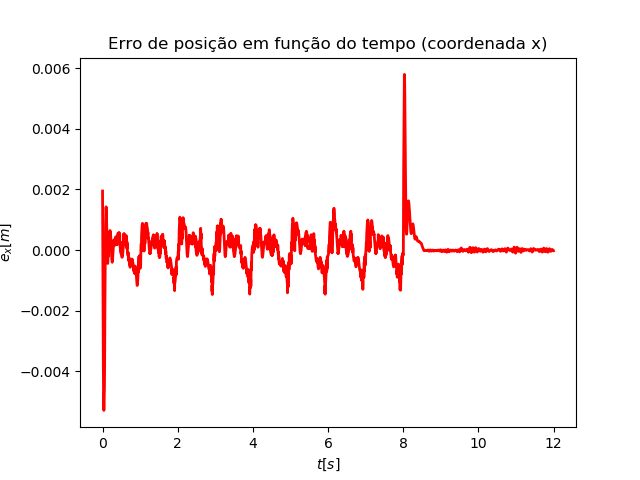 Erro de posição em função do tempo (coordenada x)
0.006
0.004
0.002
0.000
−0.002
−0.004
eₓ[m]
0 2 4 6 8 10 12
t[s]